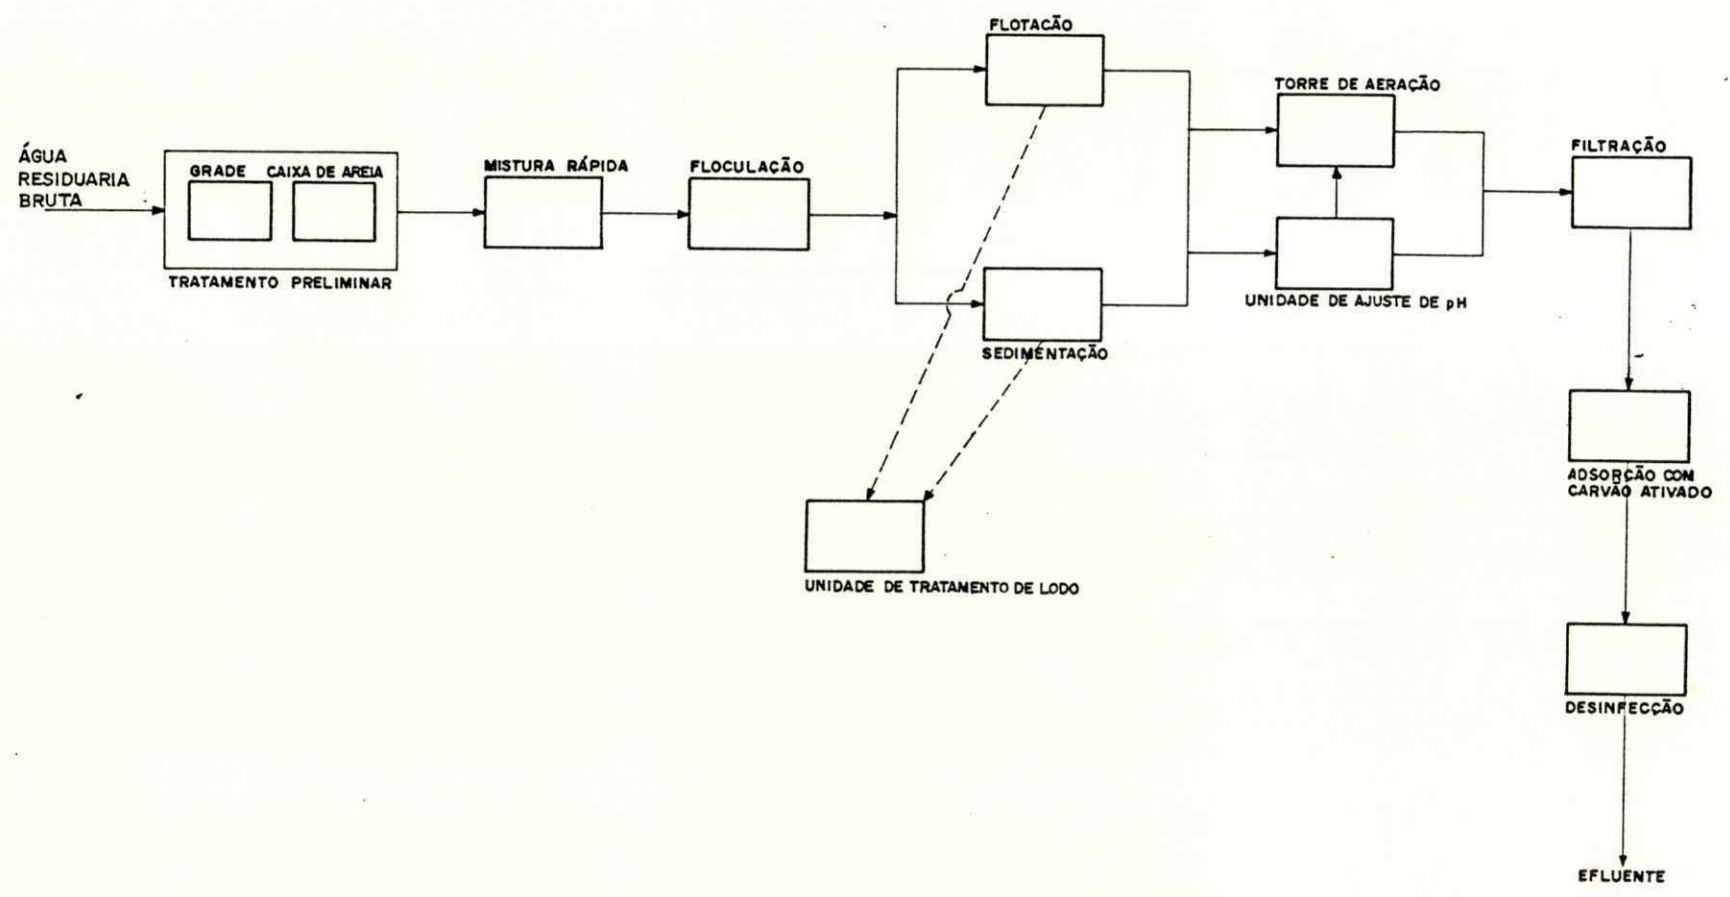 ÁGUA
RESIDUARIA
BRUTA
GRADE
CAIXA DE AREIA
TRATAMENTO PRELIMINAR
MISTURA RÁPIDA
FLOCULAÇÃO
FLOTACÃO
SEDIMENTAÇÃO
UNIDADE DE TRATAMENTO DE LODO
TORRE DE AERAÇÃO
UNIDADE DE AJUSTE DE pH
FILTRAÇÃO
ADSORÇÃO COM
CARVÃO ATIVADO
DESINFECÇÃO
EFLUENTE